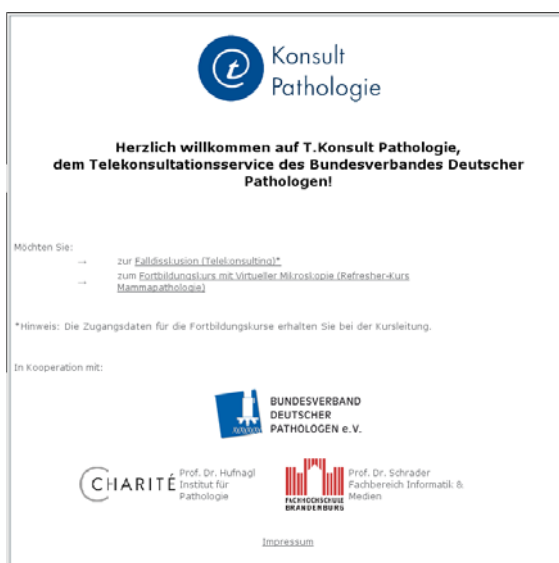 t Konsult
Pathologie
Herzlich willkommen auf T.Konsult Pathologie,
dem Telekonsultationsservice des Bundesverbandes Deutscher
Pathologen!
Möchten Sie:
→ zur Falldisskusion (Telekonsulting)*
→ zum Fortbildungskurs mit Virtueller Mikroskopie (Refresher-Kurs
Mammapathologie)
*Hinweis: Die Zugangsdaten für die Fortbildungskurse erhalten Sie bei der Kursleitung.
In Kooperation mit:
BUNDESVERBAND
DEUTSCHER
PATHOLOGEN e.V.
CHARITÉ
Prof. Dr. Hufnagl
Institut für
Pathologie
FACHHOCHSCHULE
BRANDENBURG
Prof. Dr. Schrader
Fachbereich Informatik &
Medien
Impressum